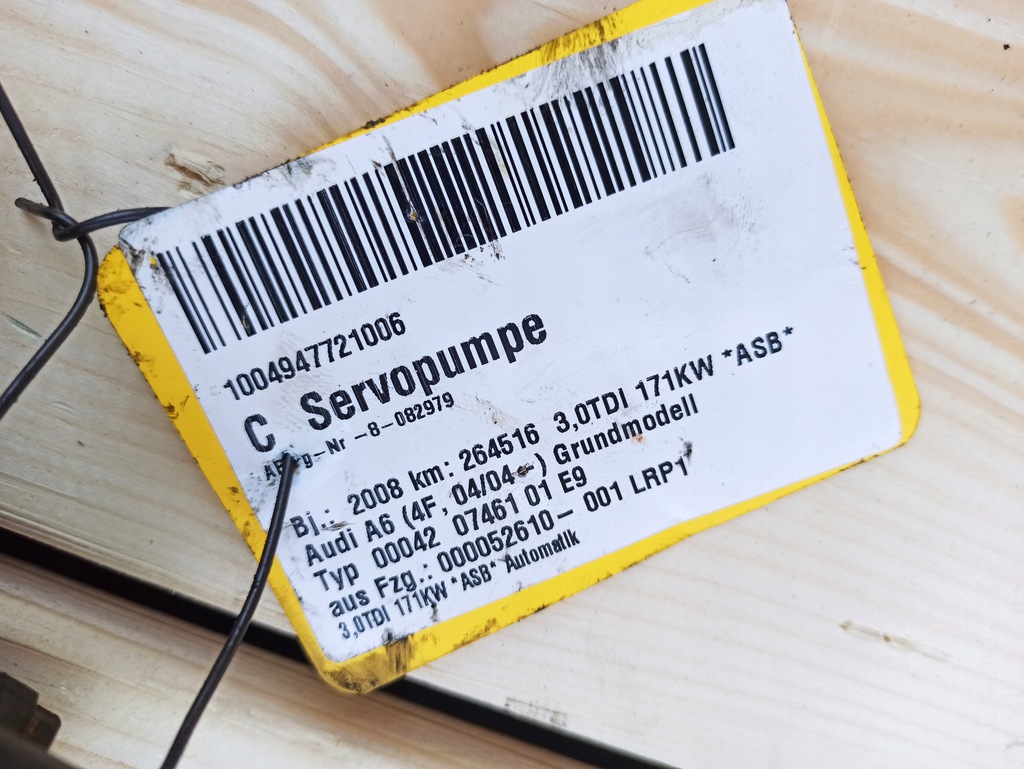 1004947721006
C Servopumpe
-Nr -8-082979
Bj.: 2008 km: 264516 3,0TDI 171KW *ASB*
Audi A6 (4F, 04/04-) Grundmodell
Typ 00042 07461 01 E9
aus Fzg.: 000052610- 001 LRP1
3,0TDI 171KW *ASB* Automatik